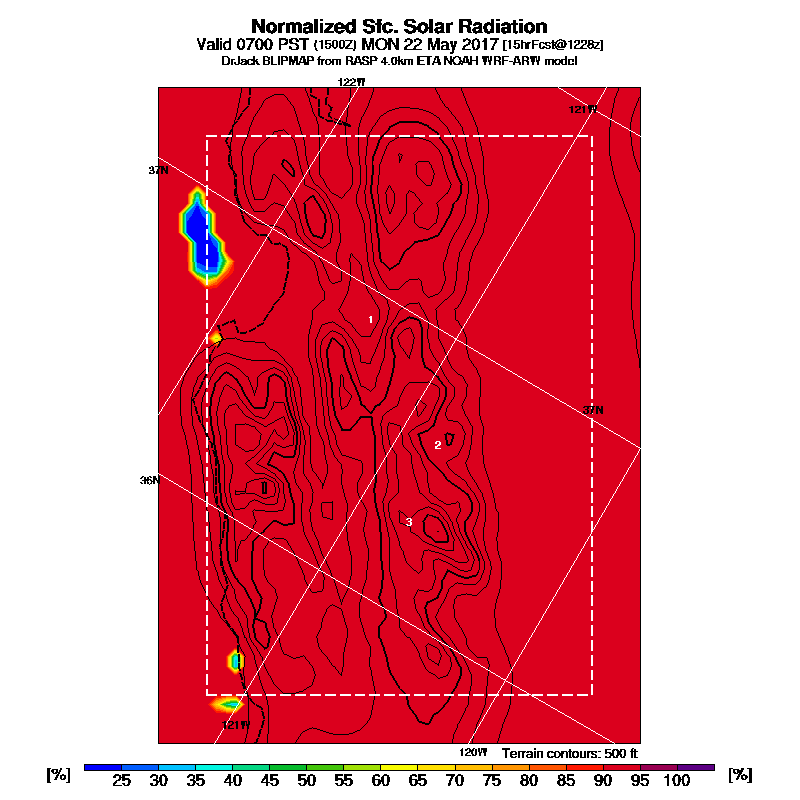 Normalized Sfc. Solar Radiation
Valid 0700 PST (1500Z) MON 22 May 2017 [15hrFcst@1228z]
DrJack BLIPMAP from RASP 4.0km ETA NOAH WRF-ARW model
122W
121W
37N
1
37N
2
36N
3
121W
120W Terrain contours: 500 ft
[%] 25 30 35 40 45 50 55 60 65 70 75 80 85 90 95 100 [%]